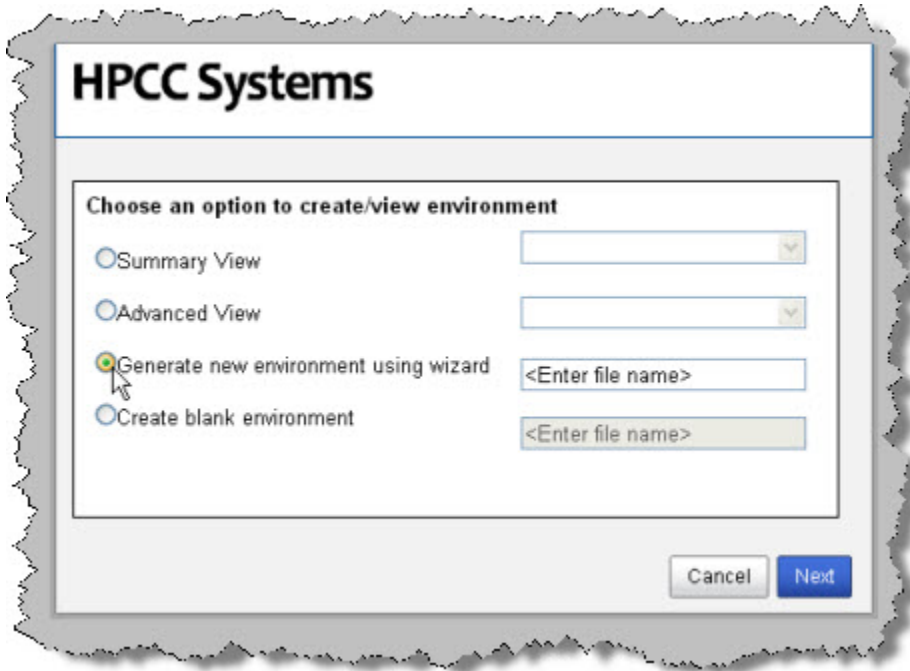 HPCC Systems
Choose an option to create/view environment
Summary View
Advanced View
Generate new environment using wizard
<Enter file name>
Create blank environment
<Enter file name>
Cancel
Next